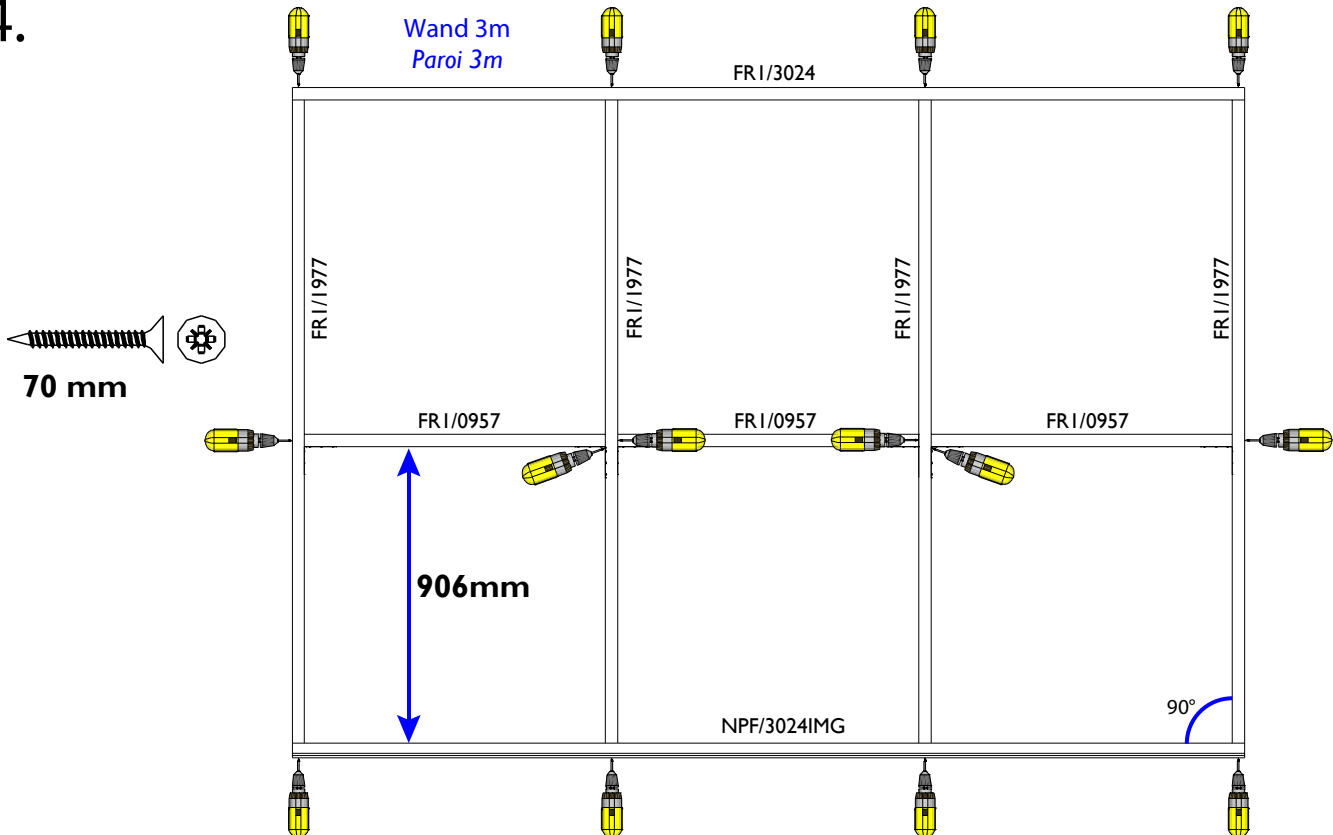 4.
Wand 3m
Paroi 3m
FR1/3024
FR1/1977
FR1/1977
FR1/1977
FR1/1977
70 mm
FR1/0957
FR1/0957
FR1/0957
906mm
90°
NPF/3024IMG